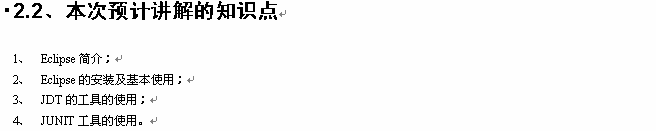 ·2.2、本次预计讲解的知识点
1、 Eclipse 简介；
2、 Eclipse 的安装及基本使用；
3、 JDT 的工具的使用；
4、 JUNIT 工具的使用。